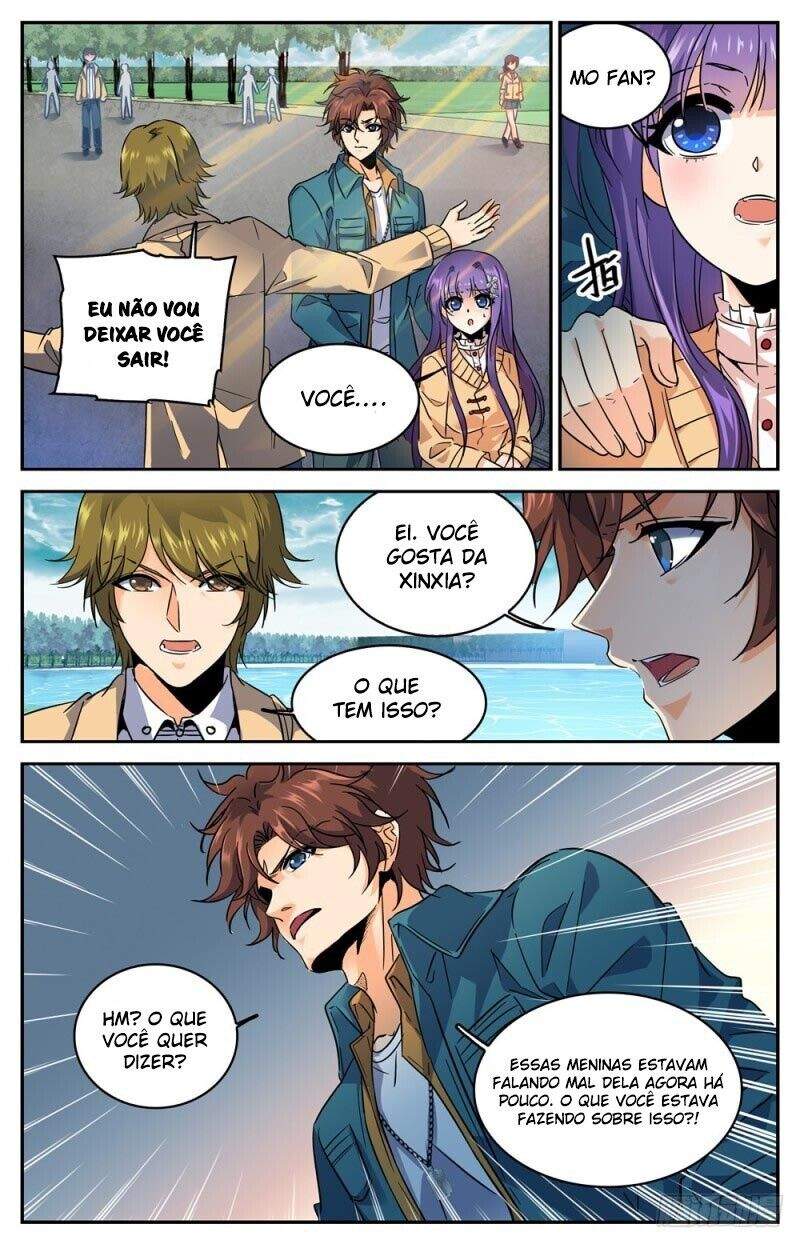 EU NÃO VOU
DEIXAR VOCÊ
SAIR!
VOCÊ....
MO FAN?
拍
EI. VOCÊ
GOSTA DA
XINXIA?
O QUE
TEM ISSO?
HM? O QUE
VOCÊ QUER
DIZER?
ESSAS MENINAS ESTAVAM
FALANDO MAL DELA AGORA HÁ
POUCO. O QUE VOCÊ ESTAVA
FAZENDO SOBRE ISSO?!